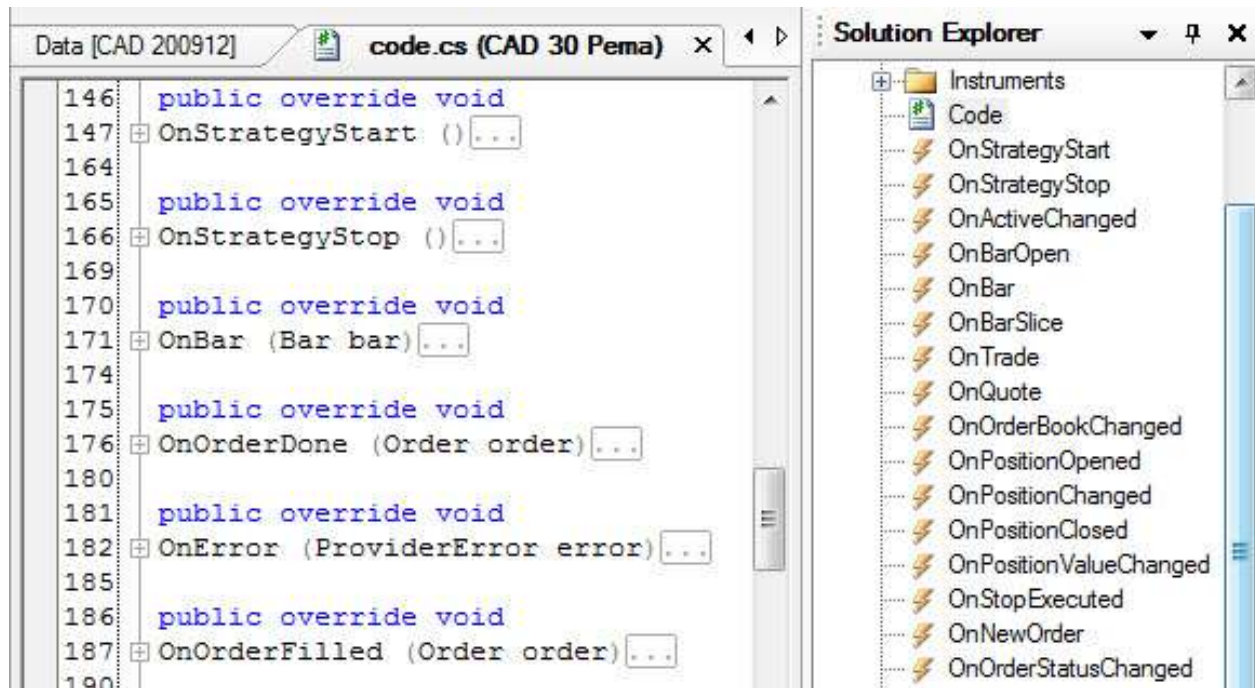 Data [CAD 200912]
code.cs (CAD 30 Pema)
146 public override void
147 OnStrategyStart ()...
164
165 public override void
166 OnStrategyStop ()...
169
170 public override void
171 OnBar (Bar bar)...
174
175 public override void
176 OnOrderDone (Order order)...
180
181 public override void
182 OnError (ProviderError error)...
185
186 public override void
187 OnOrderFilled (Order order)...
190
Solution Explorer
Instruments
Code
OnStrategyStart
OnStrategyStop
OnActiveChanged
OnBarOpen
OnBar
OnBarSlice
OnTrade
OnQuote
OnOrderBookChanged
OnPositionOpened
OnPositionChanged
OnPositionClosed
OnPositionValueChanged
OnStopExecuted
OnNewOrder
OnOrderStatusChanged